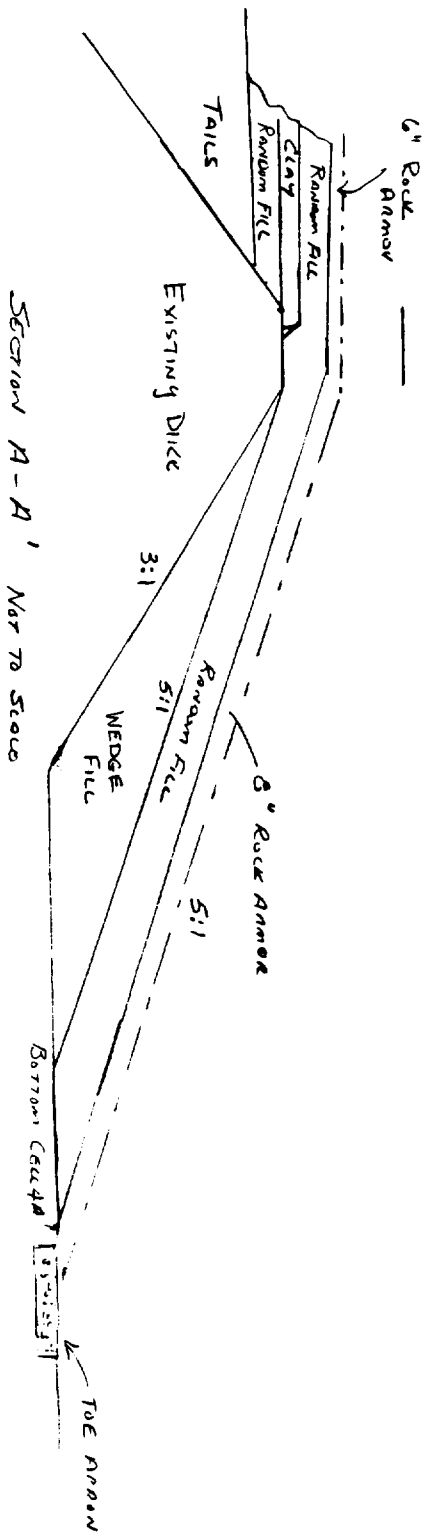 6" ROCK
ARMOR
RANDOM FILL
CLAY
RANDOM FILL
TAILS
EXISTING DIKE
3:1
WEDGE
FILL
5:1
RANDOM FILL
8" ROCK ARMOR
5:1
BOTTOM CELL 4A
TOE APRON
SECTION A-A' NOT TO SCALE